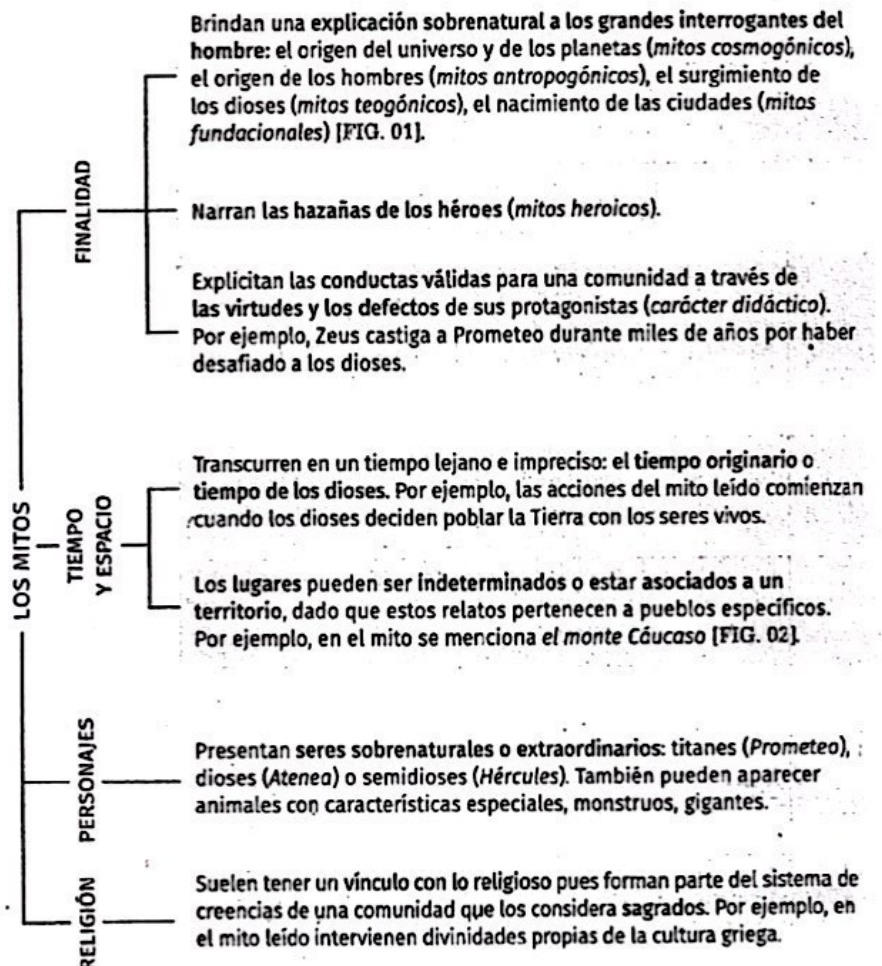 LOS MITOS
FINALIDAD
Brindan una explicación sobrenatural a los grandes interrogantes del
hombre: el origen del universo y de los planetas (mitos cosmogónicos),
el origen de los hombres (mitos antropogónicos), el surgimiento de
los dioses (mitos teogónicos), el nacimiento de las ciudades (mitos
fundacionales) [FIG. 01].
Narran las hazañas de los héroes (mitos heroicos).
Explicitan las conductas válidas para una comunidad a través de
las virtudes y los defectos de sus protagonistas (carácter didáctico).
Por ejemplo, Zeus castiga a Prometeo durante miles de años por haber
desafiado a los dioses.
TIEMPO
Y ESPACIO
Transcurren en un tiempo lejano e impreciso: el tiempo originario o
tiempo de los dioses. Por ejemplo, las acciones del mito leído comienzan
cuando los dioses deciden poblar la Tierra con los seres vivos.
Los lugares pueden ser indeterminados o estar asociados a un
territorio, dado que estos relatos pertenecen a pueblos específicos.
Por ejemplo, en el mito se menciona el monte Cáucaso [FIG. 02].
PERSONAJES
Presentan seres sobrenaturales o extraordinarios: titanes (Prometeo),
dioses (Atenea) o semidioses (Hércules). También pueden aparecer
animales con características especiales, monstruos, gigantes.
RELIGIÓN
Suelen tener un vínculo con lo religioso pues forman parte del sistema de
creencias de una comunidad que los considera sagrados. Por ejemplo, en
el mito leído intervienen divinidades propias de la cultura griega.